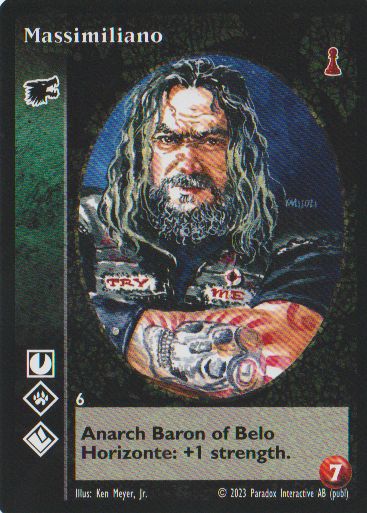 Massimiliano
TRY
ME
6
Anarch Baron of Belo
Horizonte: +1 strength.
7
Illus: Ken Meyer, Jr.
© 2023 Paradox Interactive AB (publ)